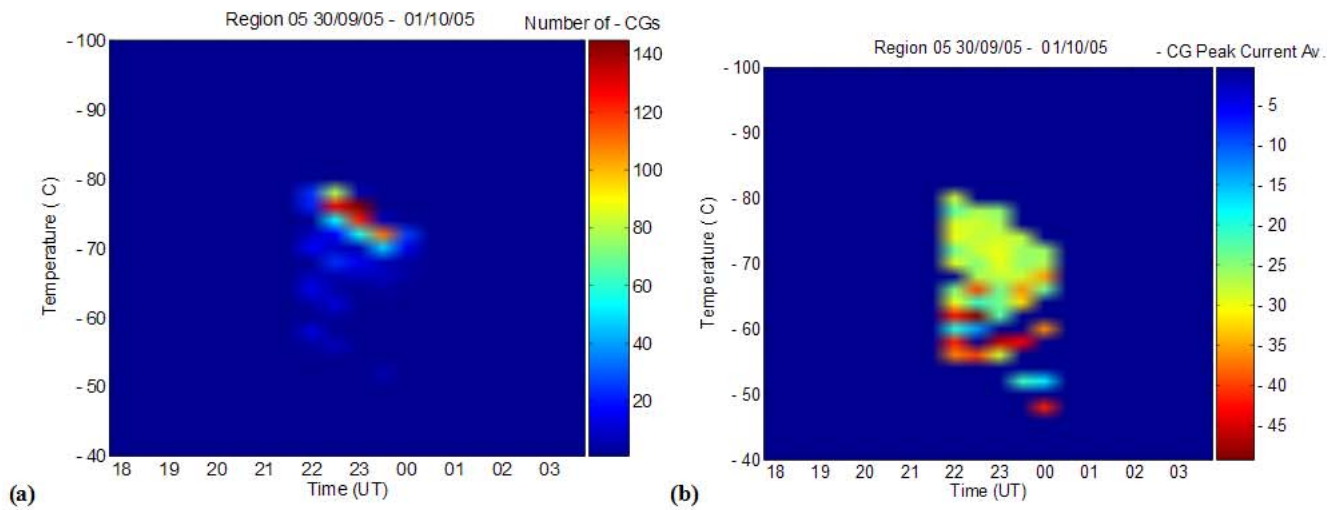 Region 05 30/09/05 - 01/10/05
Number of - CGs
- 100
- 90
- 80
- 70
- 60
- 50
- 40
Temperature ( C)
18 19 20 21 22 23 00 01 02 03
Time (UT)
140
120
100
80
60
40
20
(a)
Region 05 30/09/05 - 01/10/05
- CG Peak Current Av.
- 100
- 90
- 80
- 70
- 60
- 50
- 40
Temperature ( C)
18 19 20 21 22 23 00 01 02 03
Time (UT)
- 5
- 10
- 15
- 20
- 25
- 30
- 35
- 40
- 45
(b)